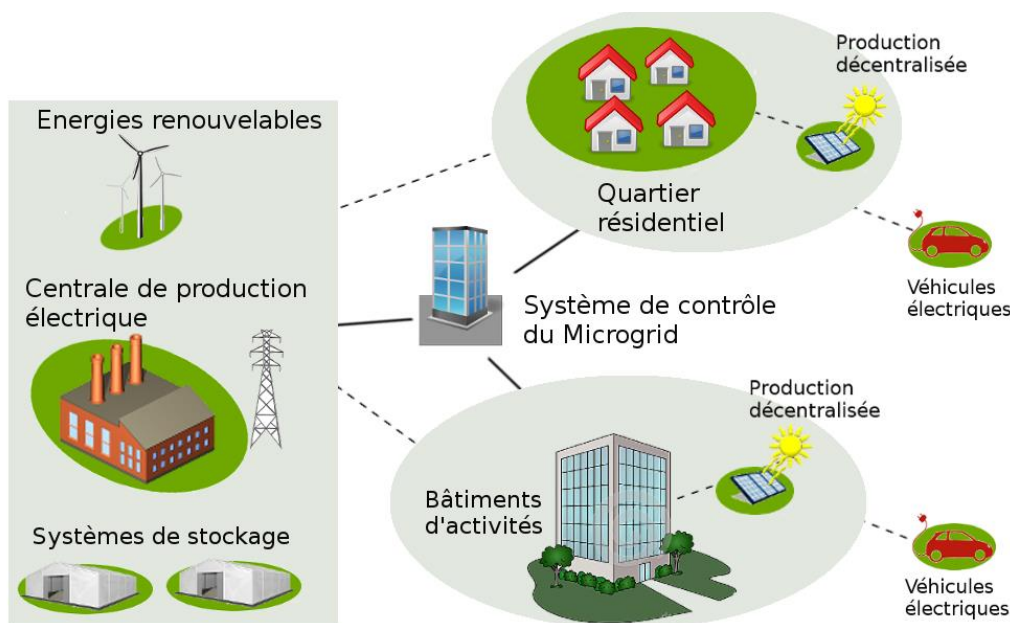 Energies renouvelables
Centrale de production
électrique
Systèmes de stockage
Système de contrôle
du Microgrid
Quartier
résidentiel
Production
décentralisée
Véhicules
électriques
Bâtiments
d'activités
Production
décentralisée
Véhicules
électriques